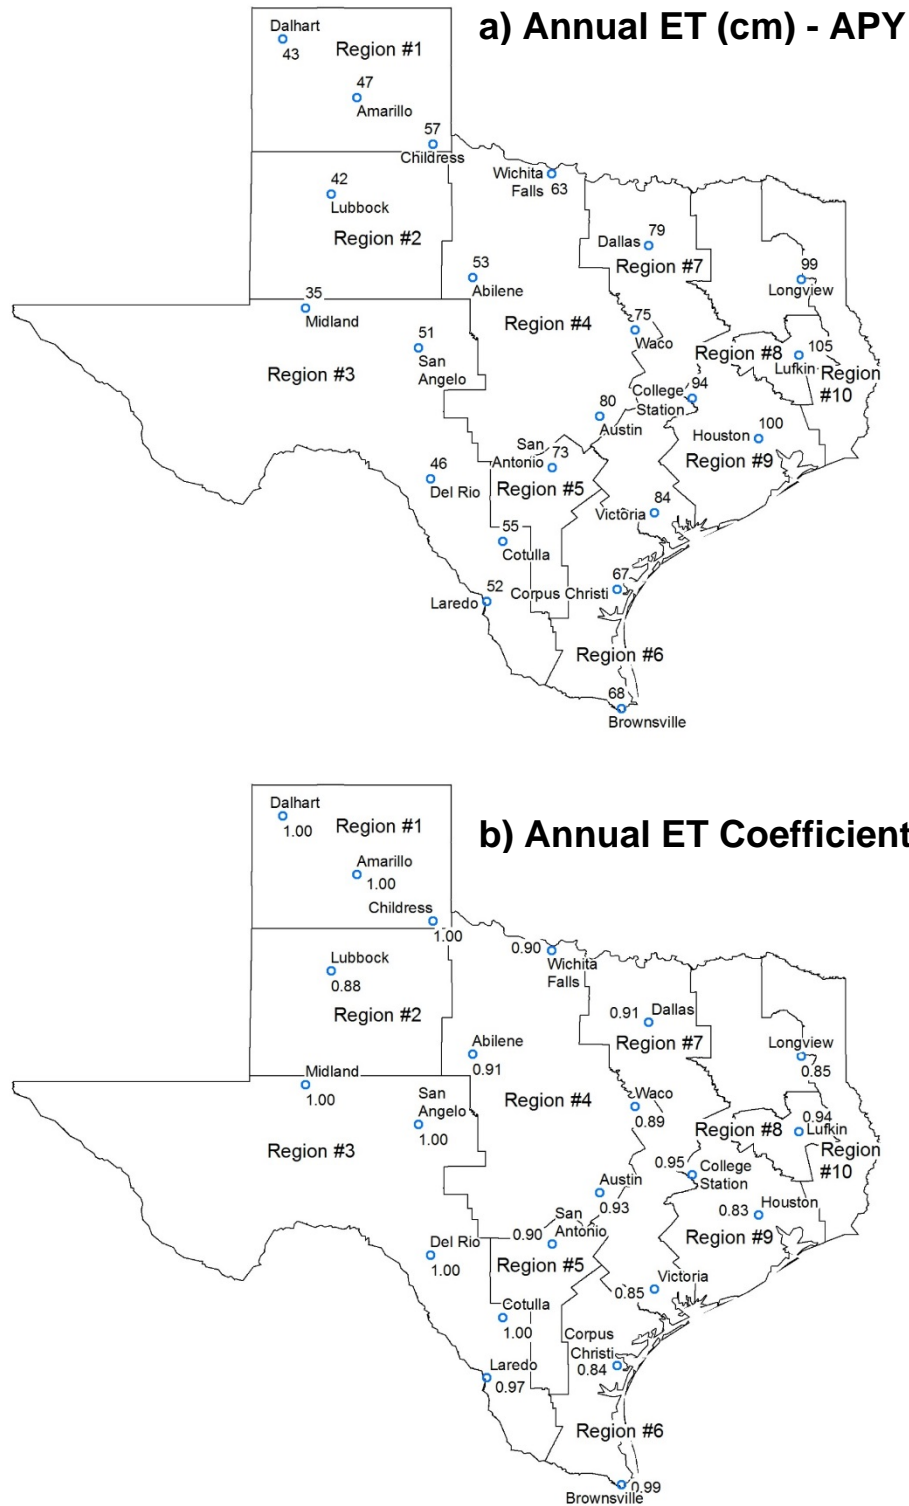 a) Annual ET (cm) - APY
Dalhart
43
Region #1
47
Amarillo
57
Childress
Wichita
Falls
63
42
Lubbock
Region #2
79
Dallas
Region #7
53
Abilene
99
Longview
35
Midland
Region #4
75
Waco
51
San
Angelo
Region #3
Region #8
105
Lufkin
Region
#10
College
Station
94
80
Austin
Houston
100
Region #9
San
Antonio
73
Region #5
46
Del Rio
Victoria
84
55
Cotulla
Corpus Christi
67
Laredo
52
Region #6
68
Brownsville
b) Annual ET Coefficient
Dalhart
1.00
Region #1
Amarillo
1.00
Childress
1.00
0.90
Wichita
Falls
Lubbock
0.88
Region #2
0.91
Dallas
Region #7
Abilene
0.91
Longview
0.85
Midland
1.00
San
Angelo
1.00
Region #4
Waco
0.89
Region #3
Region #8
0.94
Lufkin
Region
#10
0.95
College
Station
Austin
0.93
Houston
0.83
Region #9
San
Antonio
0.90
Region #5
Del Rio
1.00
Victoria
0.85
Cotulla
1.00
Corpus
Christi
0.84
Laredo
0.97
Region #6
0.99
Brownsville